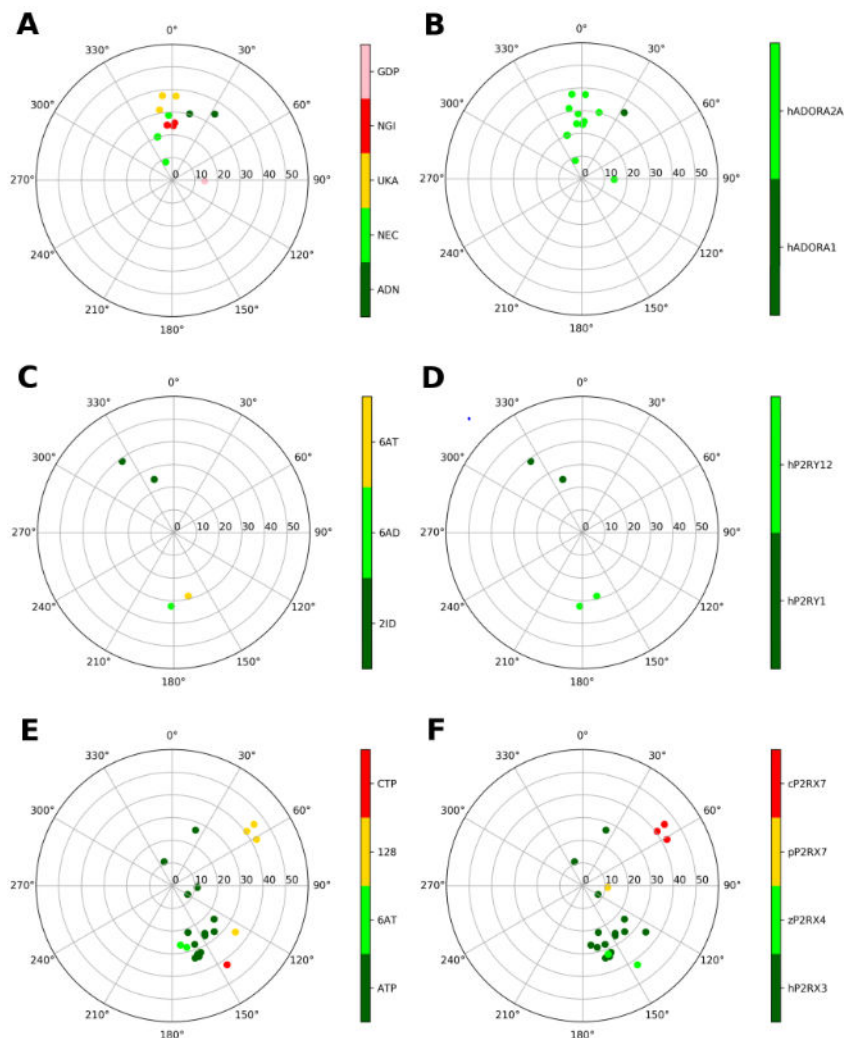 A
0°
30°
60°
90°
120°
150°
180°
210°
240°
270°
300°
330°
0 10 20 30 40 50
GDP
NGI
UKA
NEC
ADN
B
0°
30°
60°
90°
120°
150°
180°
210°
240°
270°
300°
330°
0 10 20 30 40 50
hADORA2A
hADORA1
C
0°
30°
60°
90°
120°
150°
180°
210°
240°
270°
300°
330°
0 10 20 30 40 50
6AT
6AD
2ID
D
0°
30°
60°
90°
120°
150°
180°
210°
240°
270°
300°
330°
0 10 20 30 40 50
hP2RY12
hP2RY1
E
0°
30°
60°
90°
120°
150°
180°
210°
240°
270°
300°
330°
0 10 20 30 40 50
CTP
128
6AT
ATP
F
0°
30°
60°
90°
120°
150°
180°
210°
240°
270°
300°
330°
0 10 20 30 40 50
cP2RX7
pP2RX7
zP2RX4
hP2RX3